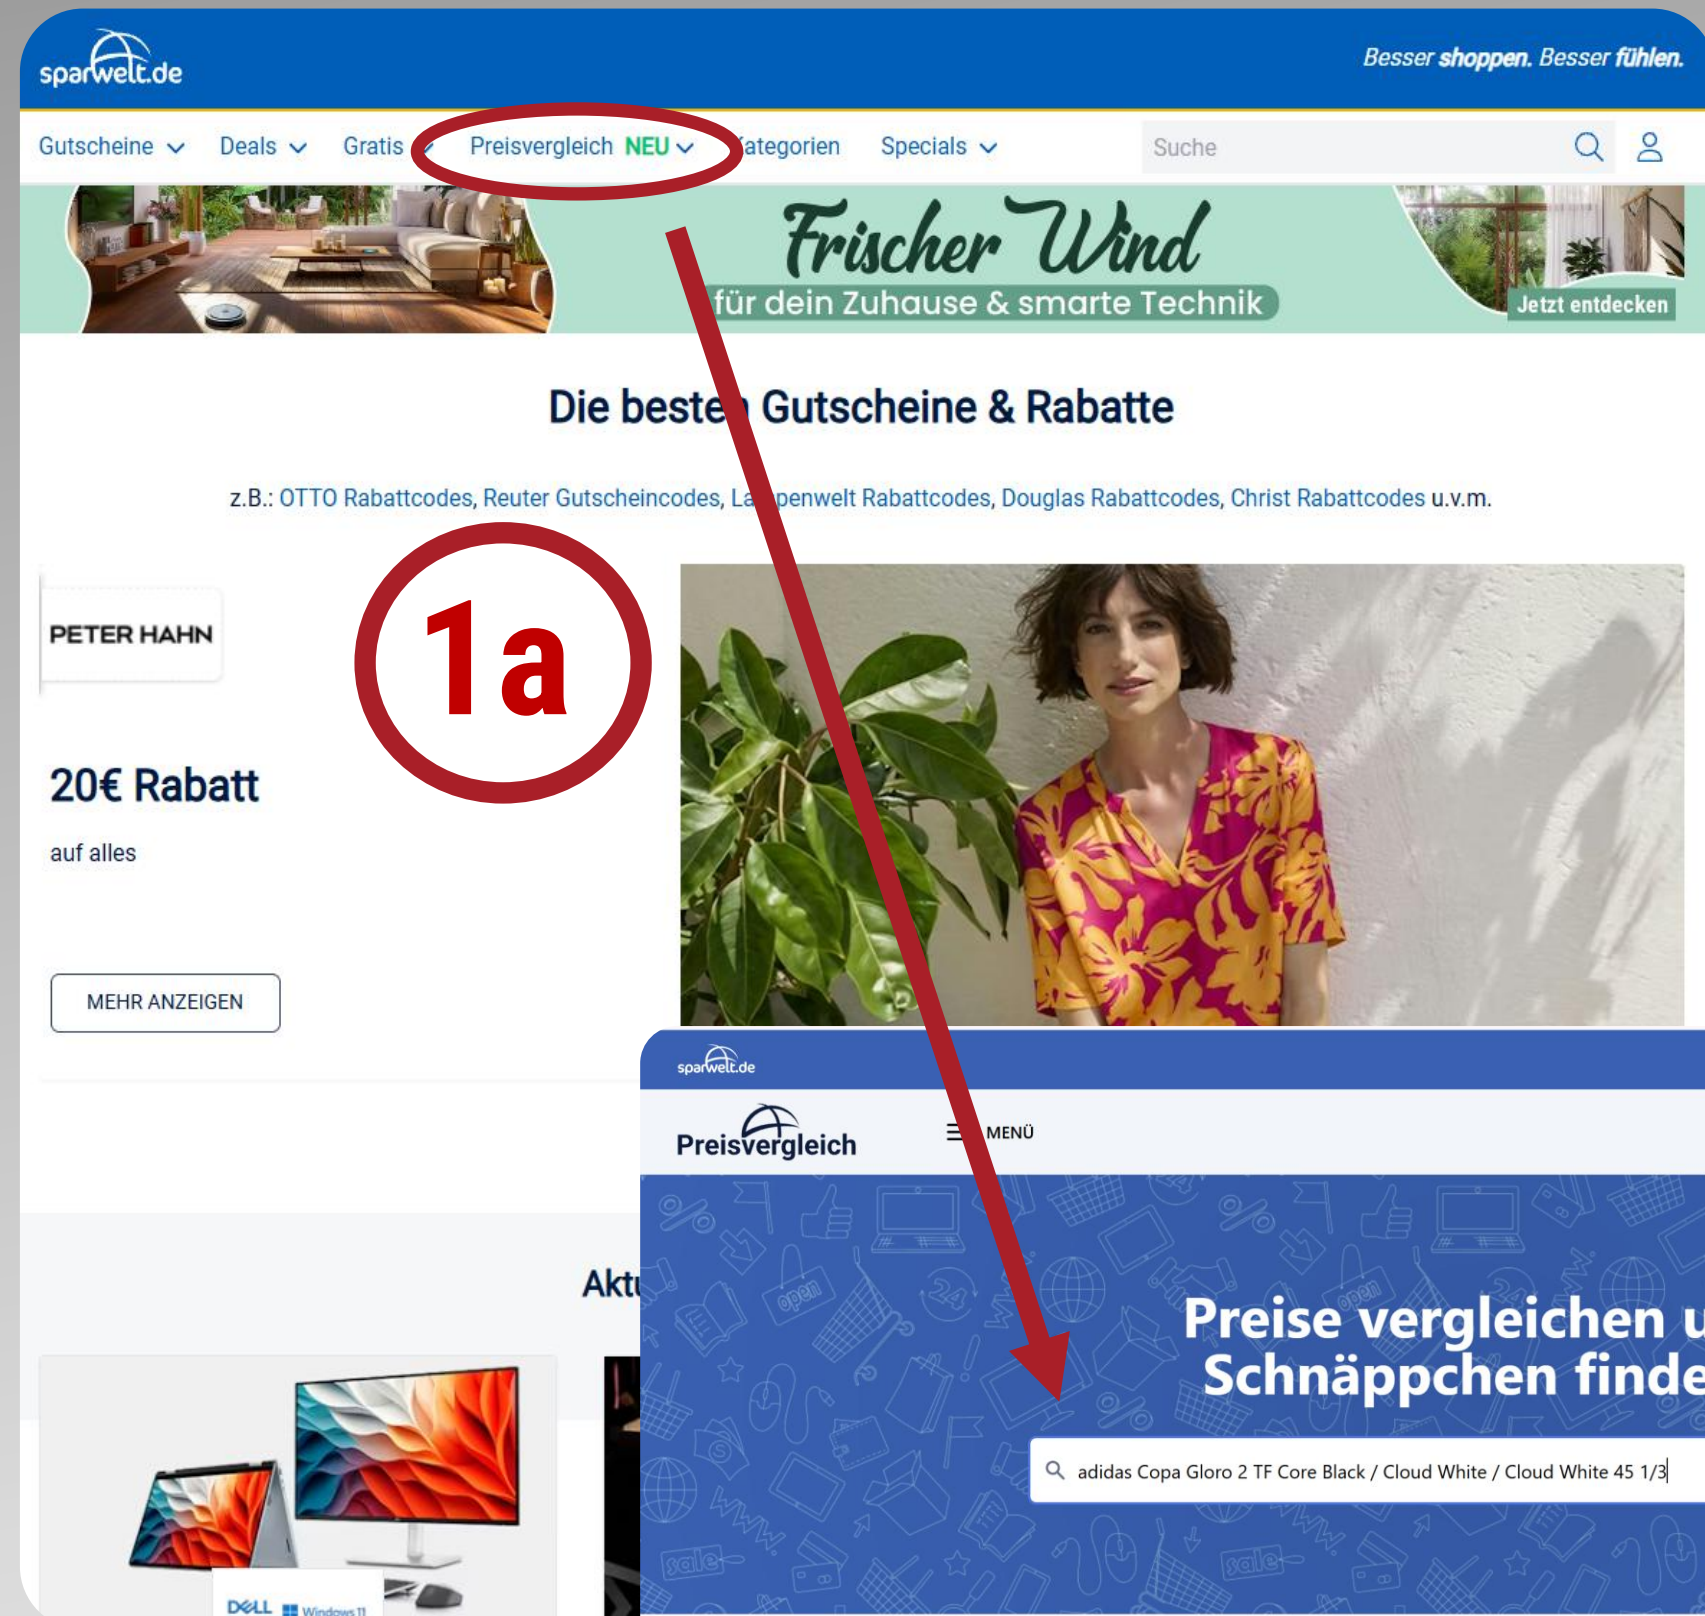 sparwelt.de
Besser shoppen. Besser fühlen.
Gutscheine Deals Gratis Preisvergleich NEU Kategorien Specials Suche
Frischer Wind
für dein Zuhause & smarte Technik
Jetzt entdecken
Die besten Gutscheine & Rabatte
z.B.: OTTO Rabattcodes, Reuter Gutscheincodes, Lampenwelt Rabattcodes, Douglas Rabattcodes, Christ Rabattcodes u.v.m.
PETER HAHN
1a
20€ Rabatt
auf alles
MEHR ANZEIGEN
sparwelt.de
Preisvergleich
MENÜ
Aktu
Preise vergleichen u
Schnäppchen finde
adidas Copa Gloro 2 TF Core Black / Cloud White / Cloud White 45 1/3
DELL Windows 11